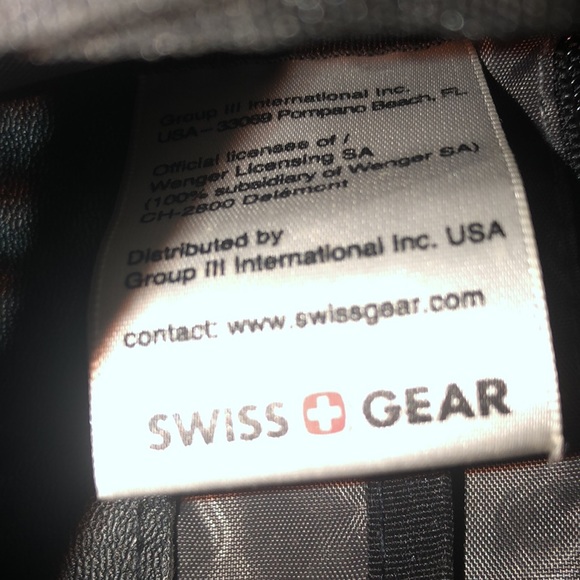 Group III International Inc.
USA-33069 Pompano Beach, FL
Official licenses of /
Wenger Licensing SA
(100% subsidiary of Wenger SA)
CH-2800 Delémont
Distributed by
Group III International Inc. USA
contact: www.swissgear.com
SWISS GEAR